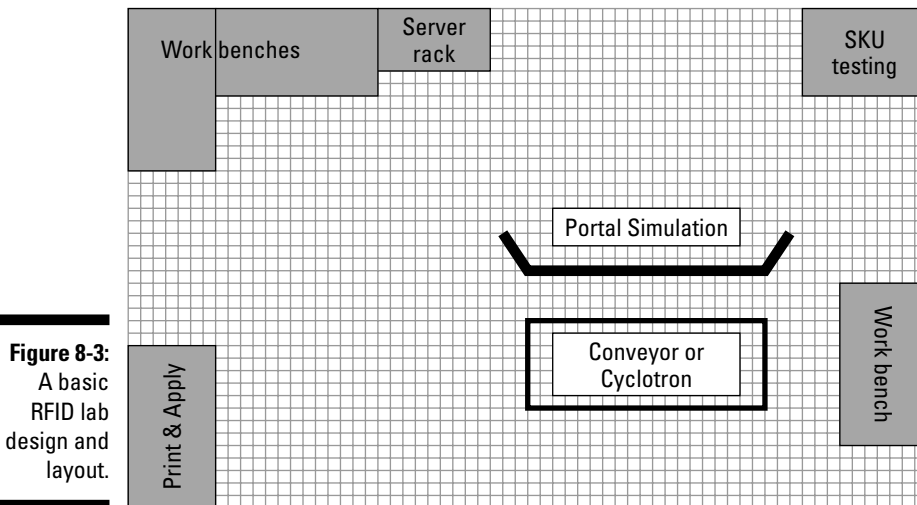 Work benches
Server
rack
SKU
testing
Portal Simulation
Conveyor or
Cyclotron
Work bench
Print & Apply
Figure 8-3:
A basic
RFID lab
design and
layout.